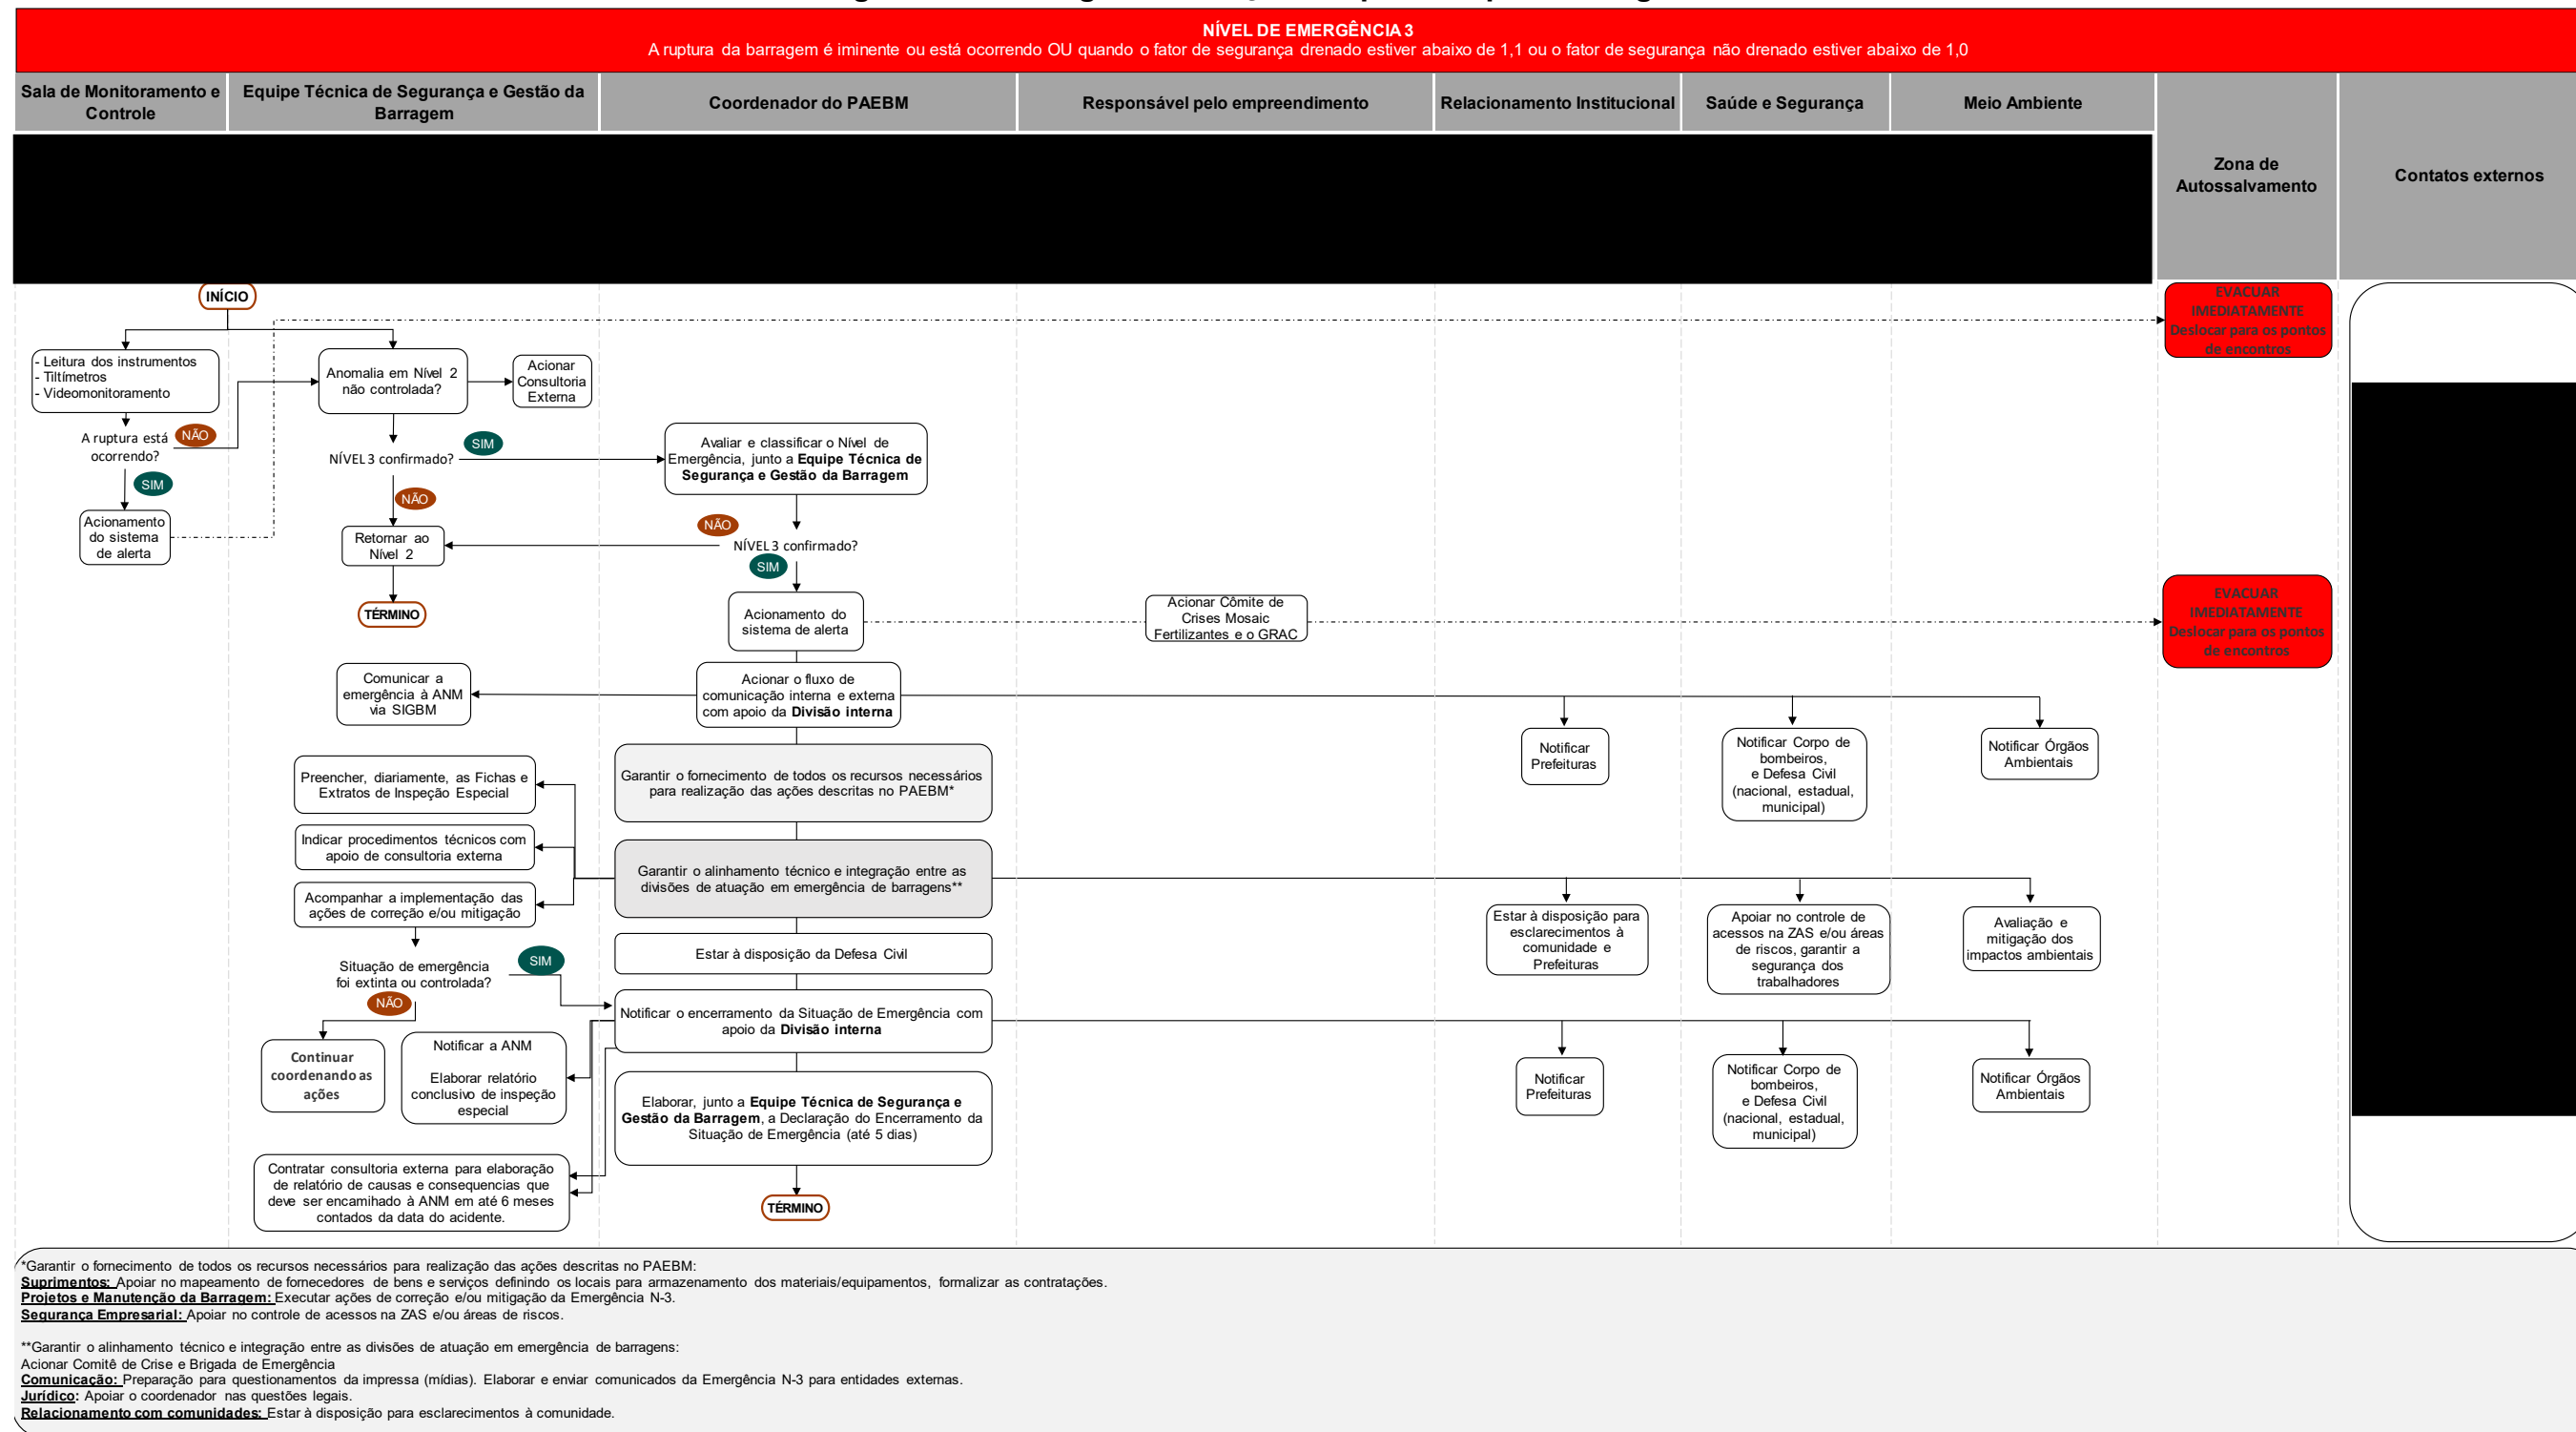 NÍVEL DE EMERGÊNCIA 3
A ruptura da barragem é iminente ou está ocorrendo OU quando o fator de segurança drenado estiver abaixo de 1,1 ou o fator de segurança não drenado estiver abaixo de 1,0
Sala de Monitoramento e
Controle
Equipe Técnica de Segurança e Gestão da
Barragem
Coordenador do PAEBM
Responsável pelo empreendimento
Relacionamento Institucional
Saúde e Segurança
Meio Ambiente
Zona de
Autossalvamento
Contatos externos
INÍCIO
EVACUAR
IMEDIATAMENTE
Deslocar para os pontos
de encontros
- Leitura dos instrumentos
- Tiltímetros
- Videomonitoramento
Anomalia em Nível 2
não controlada?
Acionar
Consultoria
Externa
A ruptura está
ocorrendo?
NÃO
SIM
Acionamento
do sistema
de alerta
NÍVEL 3 confirmado?
SIM
NÃO
Retornar ao
Nível 2
TÉRMINO
Avaliar e classificar o Nível de
Emergência, junto a Equipe Técnica de
Segurança e Gestão da Barragem
NÃO
NÍVEL 3 confirmado?
SIM
Acionamento do
sistema de alerta
Acionar Cômite de
Crises Mosaic
Fertilizantes e o GRAC
EVACUAR
IMEDIATAMENTE
Deslocar para os pontos
de encontros
Comunicar a
emergência à ANM
via SIGBM
Acionar o fluxo de
comunicação interna e externa
com apoio da Divisão interna
Notificar
Prefeituras
Notificar Corpo de
bombeiros,
e Defesa Civil
(nacional, estadual,
municipal)
Notificar Órgãos
Ambientais
Preencher, diariamente, as Fichas e
Extratos de Inspeção Especial
Garantir o fornecimento de todos os recursos necessários
para realização das ações descritas no PAEBM*
Indicar procedimentos técnicos com
apoio de consultoria externa
Garantir o alinhamento técnico e integração entre as
divisões de atuação em emergência de barragens**
Acompanhar a implementação das
ações de correção e/ou mitigação
Estar à disposição para
esclarecimentos à
comunidade e
Prefeituras
Apoiar no controle de
acessos na ZAS e/ou áreas
de riscos, garantir a
segurança dos
trabalhadores
Avaliação e
mitigação dos
impactos ambientais
Estar à disposição da Defesa Civil
Situação de emergência
foi extinta ou controlada?
SIM
NÃO
Continuar
coordenando as
ações
Notificar a ANM
Elaborar relatório
conclusivo de inspeção
especial
Notificar o encerramento da Situação de Emergência com
apoio da Divisão interna
Notificar
Prefeituras
Notificar Corpo de
bombeiros,
e Defesa Civil
(nacional, estadual,
municipal)
Notificar Órgãos
Ambientais
Elaborar, junto a Equipe Técnica de Segurança e
Gestão da Barragem, a Declaração do Encerramento da
Situação de Emergência (até 5 dias)
Contratar consultoria externa para elaboração
de relatório de causas e consequencias que
deve ser encamihado à ANM em até 6 meses
contados da data do acidente.
TÉRMINO
*Garantir o fornecimento de todos os recursos necessários para realização das ações descritas no PAEBM:
Suprimentos: Apoiar no mapeamento de fornecedores de bens e serviços definindo os locais para armazenamento dos materiais/equipamentos, formalizar as contratações.
Projetos e Manutenção da Barragem: Executar ações de correção e/ou mitigação da Emergência N-3.
Segurança Empresarial: Apoiar no controle de acessos na ZAS e/ou áreas de riscos.
**Garantir o alinhamento técnico e integração entre as divisões de atuação em emergência de barragens:
Acionar Comitê de Crise e Brigada de Emergência
Comunicação: Preparação para questionamentos da impressa (mídias). Elaborar e enviar comunicados da Emergência N-3 para entidades externas.
Jurídico: Apoiar o coordenador nas questões legais.
Relacionamento com comunidades: Estar à disposição para esclarecimentos à comunidade.